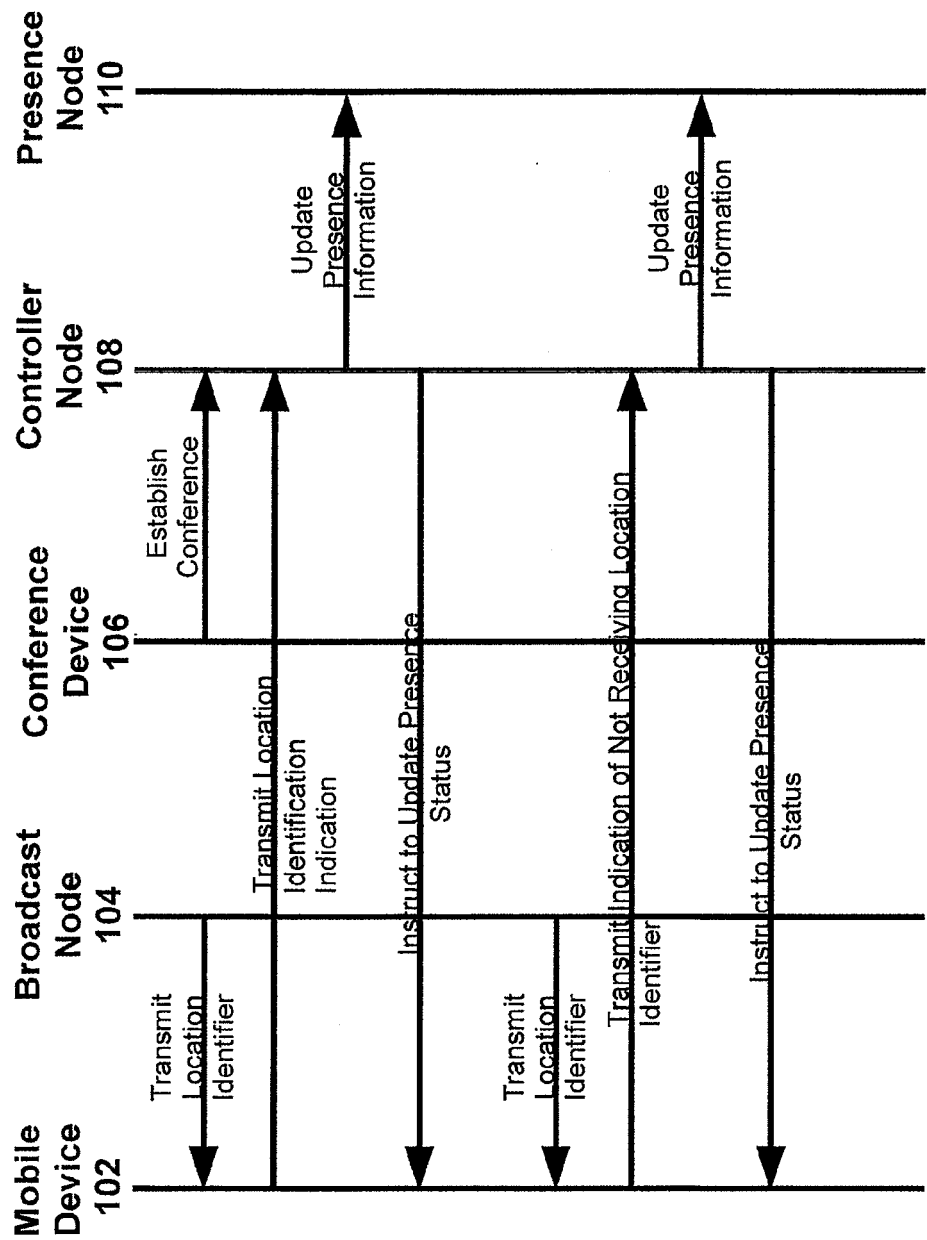 Mobile
Device
102
Broadcast
Node
104
Conference
Device
106
Controller
Node
108
Presence
Node
110
Transmit
Location
Identifier
Establish
Conference
Transmit Location
Identification
Indication
Update
Presence
Information
Instruct to Update Presence
Status
Transmit
Location
Identifier
Transmit Indication of Not Receiving Location
Identifier
Update
Presence
Information
Instruct to Update Presence
Status